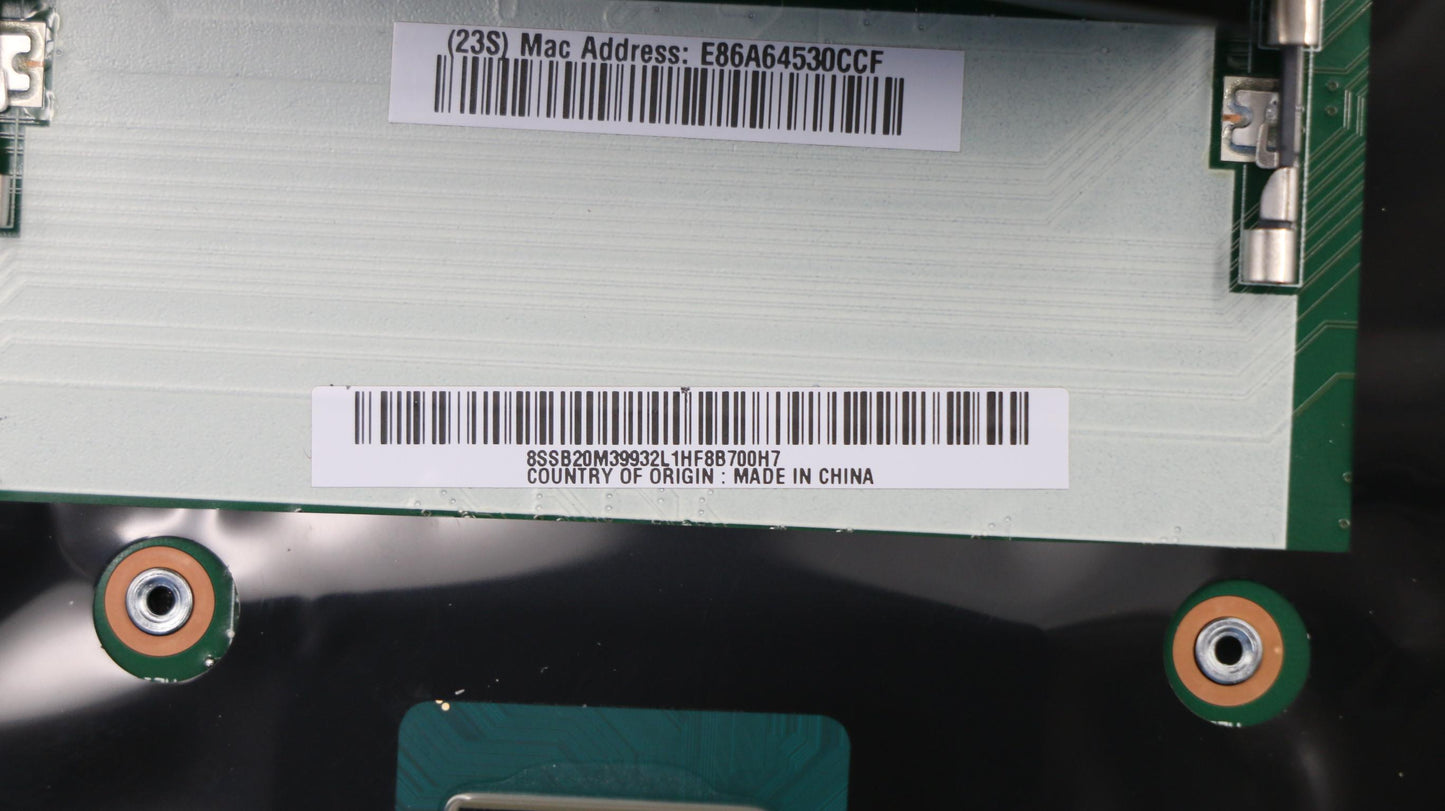 (23S) Mac Address: E86A64530CCF
8SSB20M39932L1HF8B700H7
COUNTRY OF ORIGIN : MADE IN CHINA